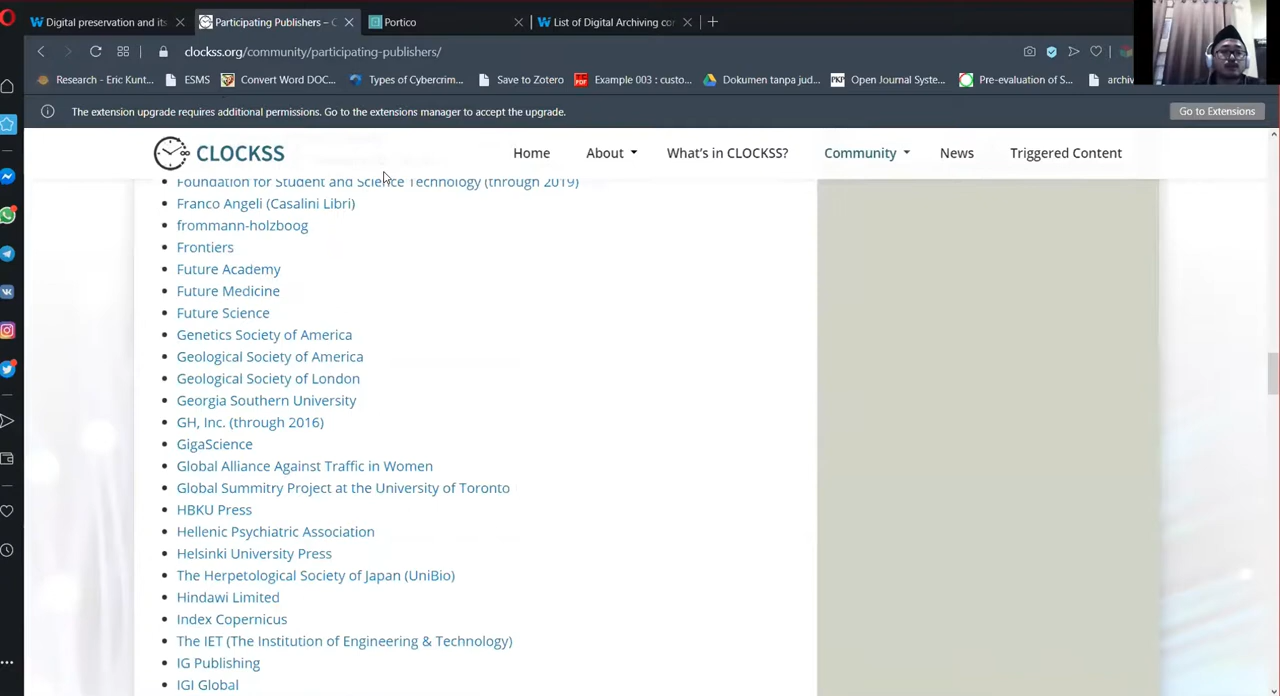 Digital preservation and its
Participating Publishers – C
Portico
List of Digital Archiving cor
clockss.org/community/participating-publishers/
Research - Eric Kunt...
ESMS
Convert Word DOC...
Types of Cybercrim...
Save to Zotero
Example 003 : custo...
Dokumen tanpa jud...
PKP
Open Journal Syste...
Pre-evaluation of S...
archiv
The extension upgrade requires additional permissions. Go to the extensions manager to accept the upgrade.
Go to Extensions
CLOCKSS
Home
About
What's in CLOCKSS?
Community
News
Triggered Content
Foundation for Student and Science Technology (through 2019)
Franco Angeli (Casalini Libri)
frommann-holzboog
Frontiers
Future Academy
Future Medicine
Future Science
Genetics Society of America
Geological Society of America
Geological Society of London
Georgia Southern University
GH, Inc. (through 2016)
GigaScience
Global Alliance Against Traffic in Women
Global Summitry Project at the University of Toronto
HBKU Press
Hellenic Psychiatric Association
Helsinki University Press
The Herpetological Society of Japan (UniBio)
Hindawi Limited
Index Copernicus
The IET (The Institution of Engineering & Technology)
IG Publishing
IGI Global